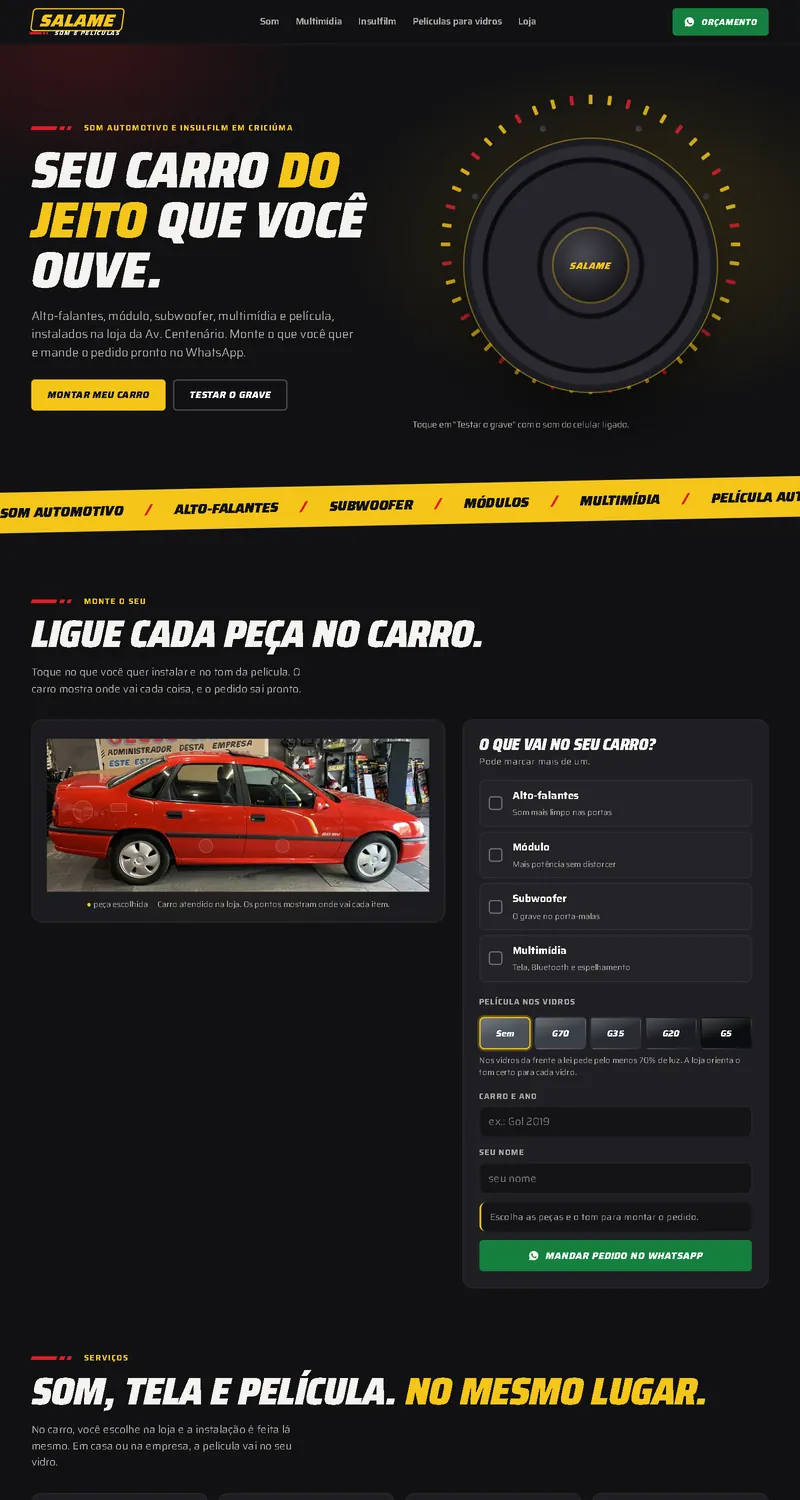 SALAME
SOM E PELÍCULAS
Som Multimídia Insulfilm Películas para vidros Loja
ORÇAMENTO
SOM AUTOMOTIVO E INSULFILM EM CRICIÚMA
SEU CARRO DO
JEITO QUE VOCÊ
OUVE.
Alto-falantes, módulo, subwoofer, multimídia e película,
instalados na loja da Av. Centenário. Monte o que você quer
e mande o pedido pronto no WhatsApp.
MONTAR MEU CARRO
TESTAR O GRAVE
SALAME
Toque em "Testar o grave" com o som do celular ligado.
SOM AUTOMOTIVO / ALTO-FALANTES / SUBWOOFER / MÓDULOS / MULTIMÍDIA / PELÍCULA AUT
MONTE O SEU
LIGUE CADA PEÇA NO CARRO.
Toque no que você quer instalar e no tom da película. O
carro mostra onde vai cada coisa, e o pedido sai pronto.
ADMINISTRADOR DESTA EMPRESA
ESTE
peça escolhida Carro atendido na loja. Os pontos mostram onde vai cada item.
O QUE VAI NO SEU CARRO?
Pode marcar mais de um.
Alto-falantes
Som mais limpo nas portas
Módulo
Mais potência sem distorcer
Subwoofer
O grave no porta-malas
Multimídia
Tela, Bluetooth e espelhamento
PELÍCULA NOS VIDROS
Sem G70 G35 G20 G5
Nos vidros da frente a lei pede pelo menos 70% de luz. A loja orienta o
tom certo para cada vidro.
CARRO E ANO
ex.: Gol 2019
SEU NOME
seu nome
Escolha as peças e o tom para montar o pedido.
MANDAR PEDIDO NO WHATSAPP
SERVIÇOS
SOM, TELA E PELÍCULA. NO MESMO LUGAR.
No carro, você escolhe na loja e a instalação é feita lá
mesmo. Em casa ou na empresa, a película vai no seu
vidro.